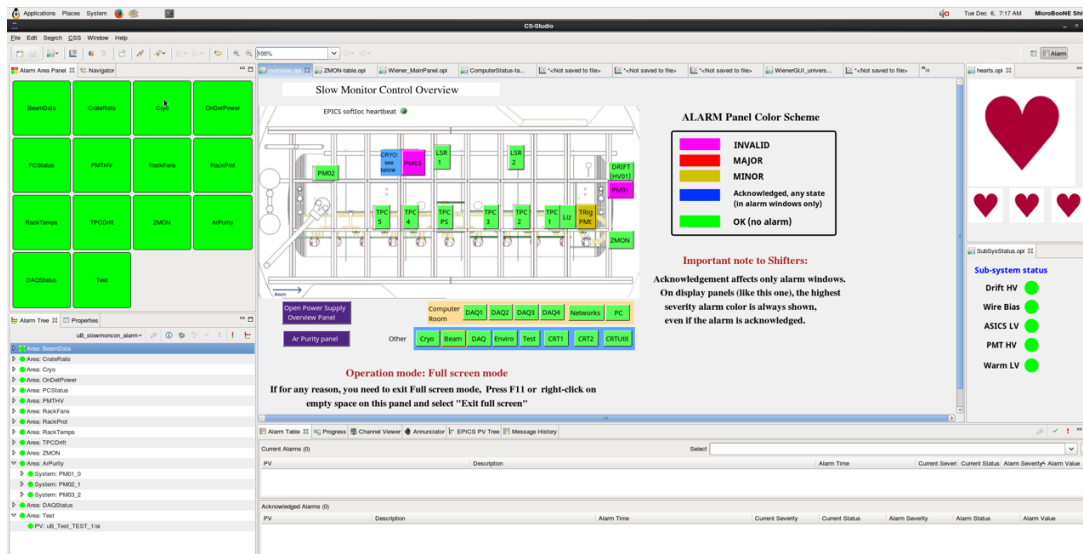 Applications Places System Tue Dec 6, 7:17 AM MicroBooNE Shi
CS-Studio
File Edit Search CSS Window Help
105% Alarm
Alarm Area Panel Navigator
overview.opi ZMON-table.opi Wiener_MainPanel.opi ComputerStatus-ta... *<Not saved to file> *<Not saved to file> *<Not saved to file> WienerGUI_univers... *<Not saved to file>
hearts.opi
BeamData CrateRails Cryo OnDetPower
PCStatus PMTHV RackFans RackProt
RackTemps TPCDrift ZMON ArPurity
DAQStatus Test
Slow Monitor Control Overview
EPICS softIoc heartbeat
PM02
CRYO: see below
PM03
LSR 1
LSR 2
DRIFT (HV01)
PM01
TPC 5
TPC 4
TPC PS
TPC 3
TPC 2
TPC 1
Liz
TRig PMt
ZMON
Beam
Open Power Supply Overview Panel
Ar Purity panel
Computer Room DAQ1 DAQ2 DAQ3 DAQ4 Networks PC
Other Cryo Beam DAQ Enviro Test CRT1 CRT2 CRTUtil
Operation mode: Full screen mode
If for any reason, you need to exit Full screen mode, Press F11 or right-click on
empty space on this panel and select "Exit full screen"
ALARM Panel Color Scheme
INVALID
MAJOR
MINOR
Acknowledged, any state
(in alarm windows only)
OK (no alarm)
Important note to Shifters:
Acknowledgement affects only alarm windows.
On display panels (like this one), the highest
severity alarm color is always shown,
even if the alarm is acknowledged.
SubSysStatus.opi
Sub-system status
Drift HV
Wire Bias
ASICS LV
PMT HV
Warm LV
Alarm Tree Properties
uB_slowmoncon_alarm
Area: BeamData
Area: CrateRails
Area: Cryo
Area: OnDetPower
Area: PCStatus
Area: PMTHV
Area: RackFans
Area: RackProt
Area: RackTemps
Area: TPCDrift
Area: ZMON
Area: ArPurity
System: PM01_0
System: PM02_1
System: PM03_2
Area: DAQStatus
Area: Test
PV: uB_Test_TEST_1/ai
Alarm Table Progress Channel Viewer Annunciator EPICS PV Tree Message History
Current Alarms (0) Select
PV Description Alarm Time Current Severi Current Status Alarm Severity Alarm Value
Acknowledged Alarms (0)
PV Description Alarm Time Current Severity Current Status Alarm Severity Alarm Status Alarm Value